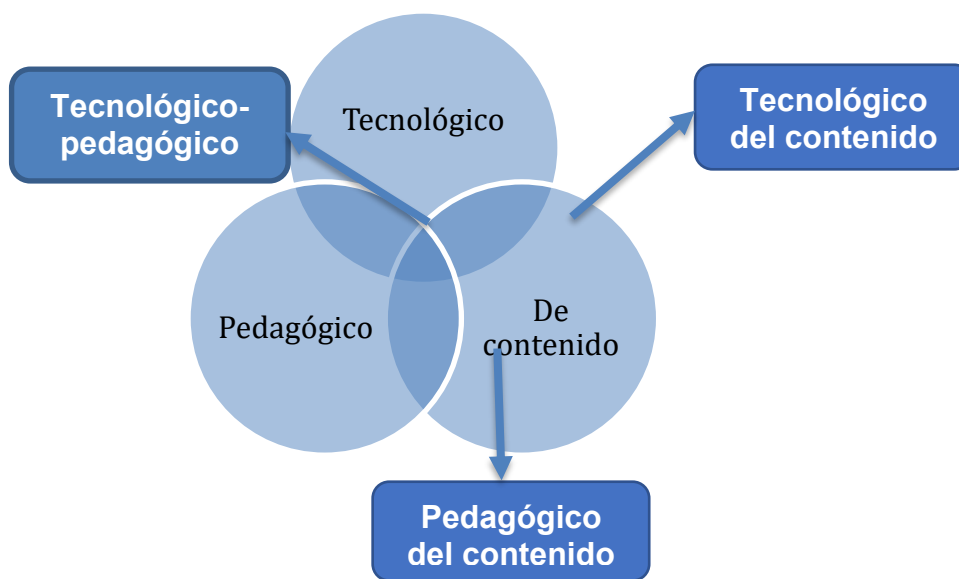 Tecnológico-
pedagógico
Tecnológico
Tecnológico
del contenido
Pedagógico
De
contenido
Pedagógico
del contenido